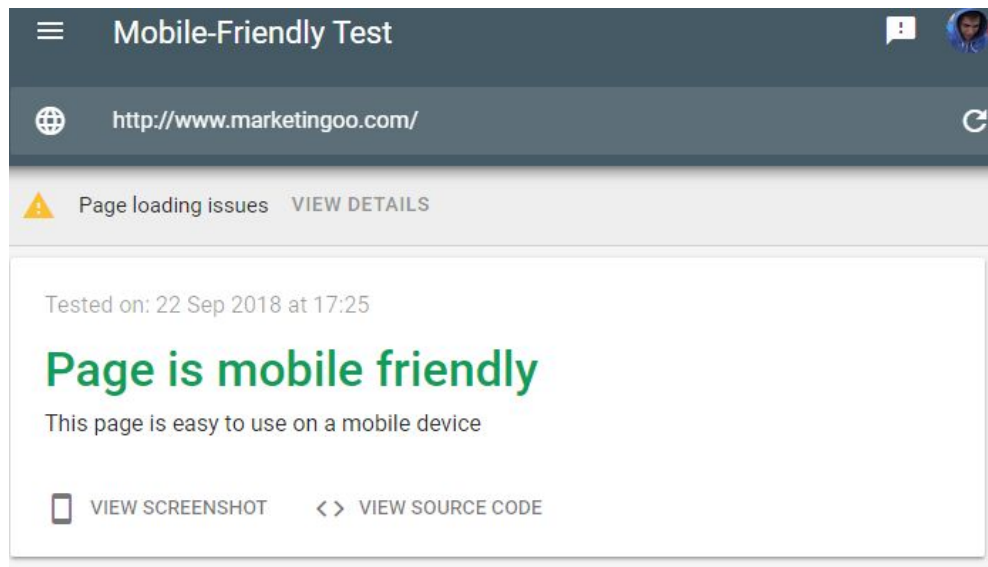 Mobile-Friendly Test
http://www.marketingoo.com/
Page loading issues VIEW DETAILS
Tested on: 22 Sep 2018 at 17:25
Page is mobile friendly
This page is easy to use on a mobile device
VIEW SCREENSHOT <> VIEW SOURCE CODE